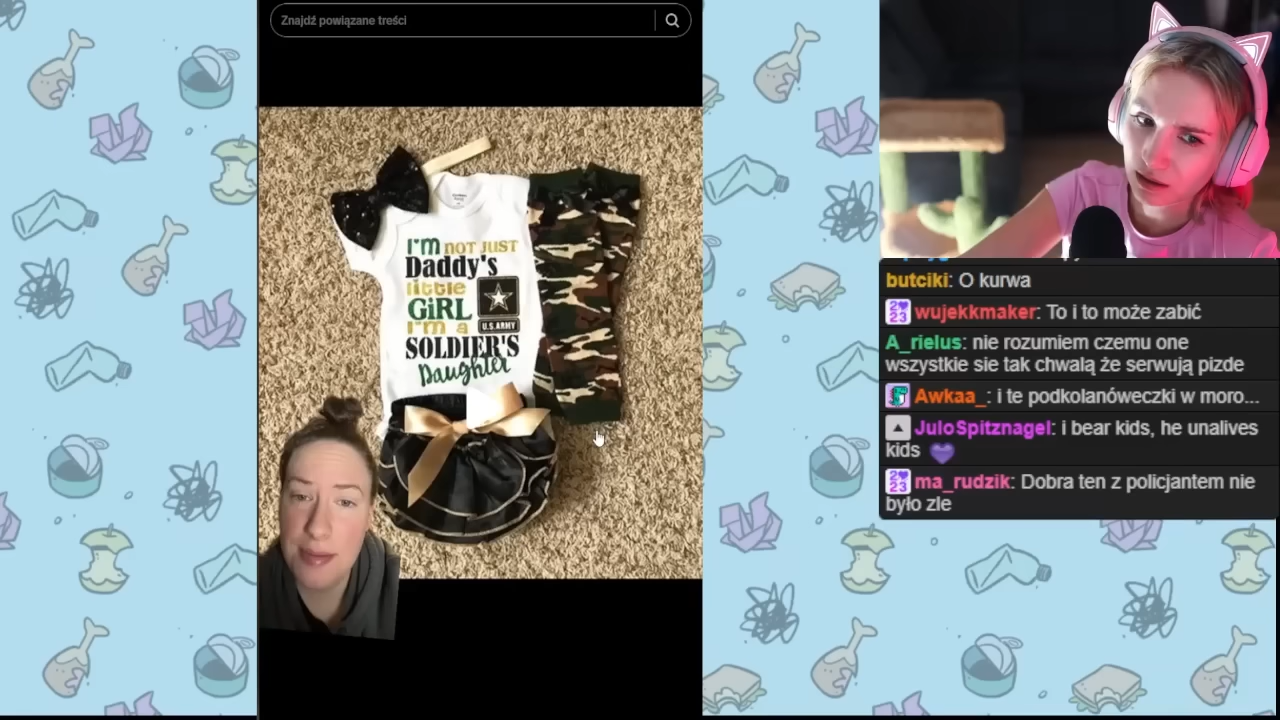 Znajdź powiązane treści
I'm NOT JUST
Daddy's
little
GiRL
I'm a
U.S.ARMY
SOLDIER'S
Daughter
butciki: O kurwa
wujekkmaker: To i to może zabić
A_rielus: nie rozumiem czemu one
wszystkie sie tak chwalą że serwują pizde
Awkaa_: i te podkolanóweczki w moro...
JuloSpitznagel: i bear kids, he unalives
kids
ma_rudzik: Dobra ten z policjantem nie
było zle